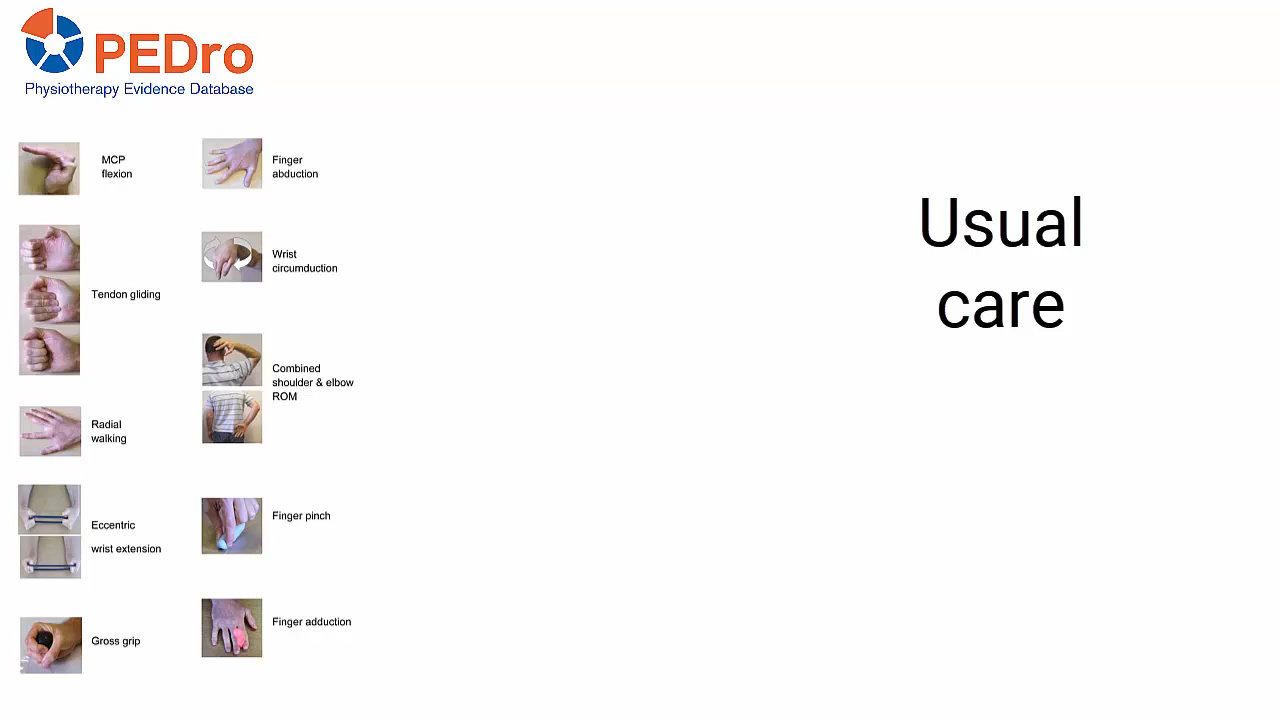 PEDro
Physiotherapy Evidence Database
MCP
flexion
Tendon gliding
Radial
walking
Eccentric
wrist extension
Gross grip
Finger
abduction
Wrist
circumduction
Combined
shoulder & elbow
ROM
Finger pinch
Finger adduction
Usual
care